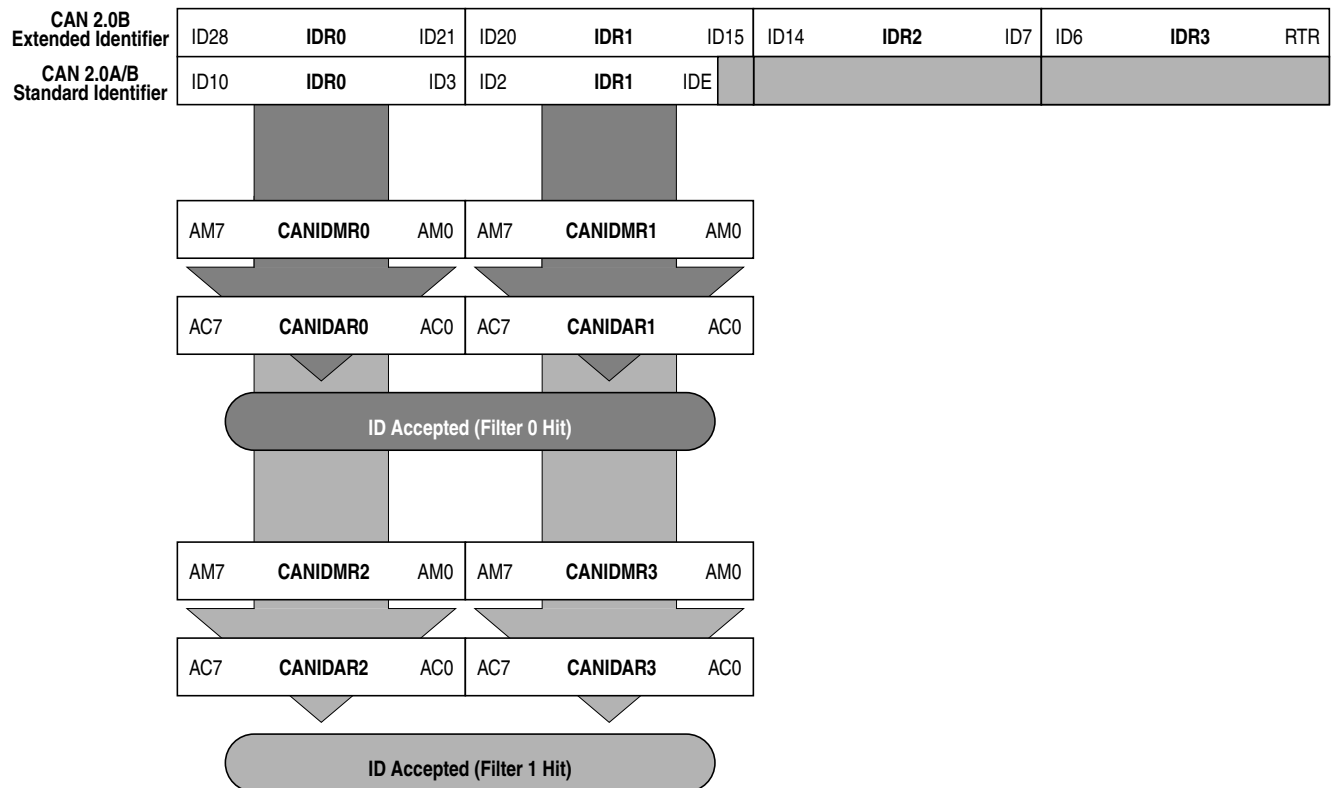 CAN 2.0B
Extended Identifier
ID28 IDR0 ID21 ID20 IDR1 ID15 ID14 IDR2 ID7 ID6 IDR3 RTR
CAN 2.0A/B
Standard Identifier
ID10 IDR0 ID3 ID2 IDR1 IDE
AM7 CANIDMR0 AM0 AM7 CANIDMR1 AM0
AC7 CANIDAR0 AC0 AC7 CANIDAR1 AC0
ID Accepted (Filter 0 Hit)
AM7 CANIDMR2 AM0 AM7 CANIDMR3 AM0
AC7 CANIDAR2 AC0 AC7 CANIDAR3 AC0
ID Accepted (Filter 1 Hit)